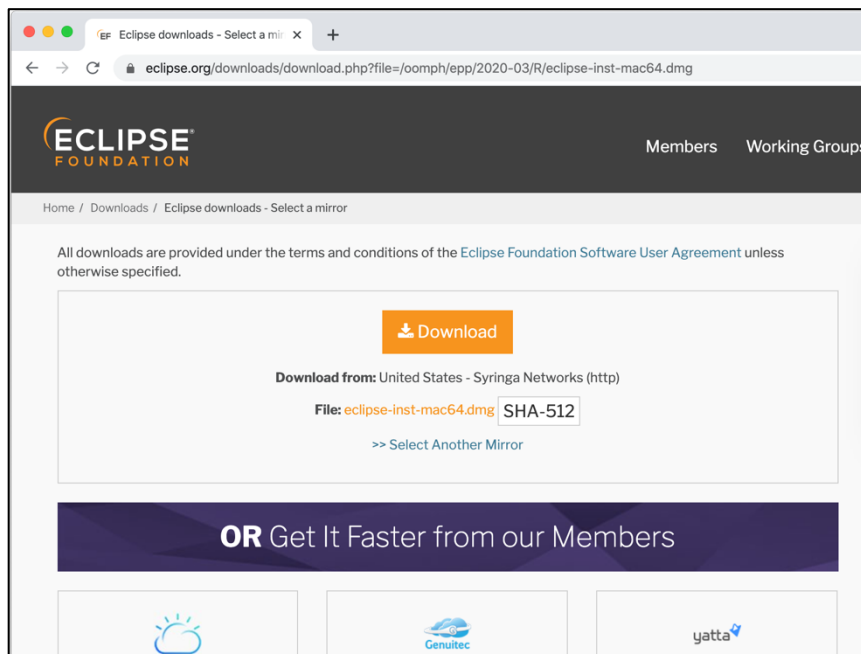 Eclipse downloads - Select a mir
eclipse.org/downloads/download.php?file=/oomph/epp/2020-03/R/eclipse-inst-mac64.dmg
ECLIPSE
FOUNDATION
Members Working Groups
Home / Downloads / Eclipse downloads - Select a mirror
All downloads are provided under the terms and conditions of the Eclipse Foundation Software User Agreement unless
otherwise specified.
Download
Download from: United States - Syringa Networks (http)
File: eclipse-inst-mac64.dmg SHA-512
>> Select Another Mirror
OR Get It Faster from our Members
Genuitec
yatta